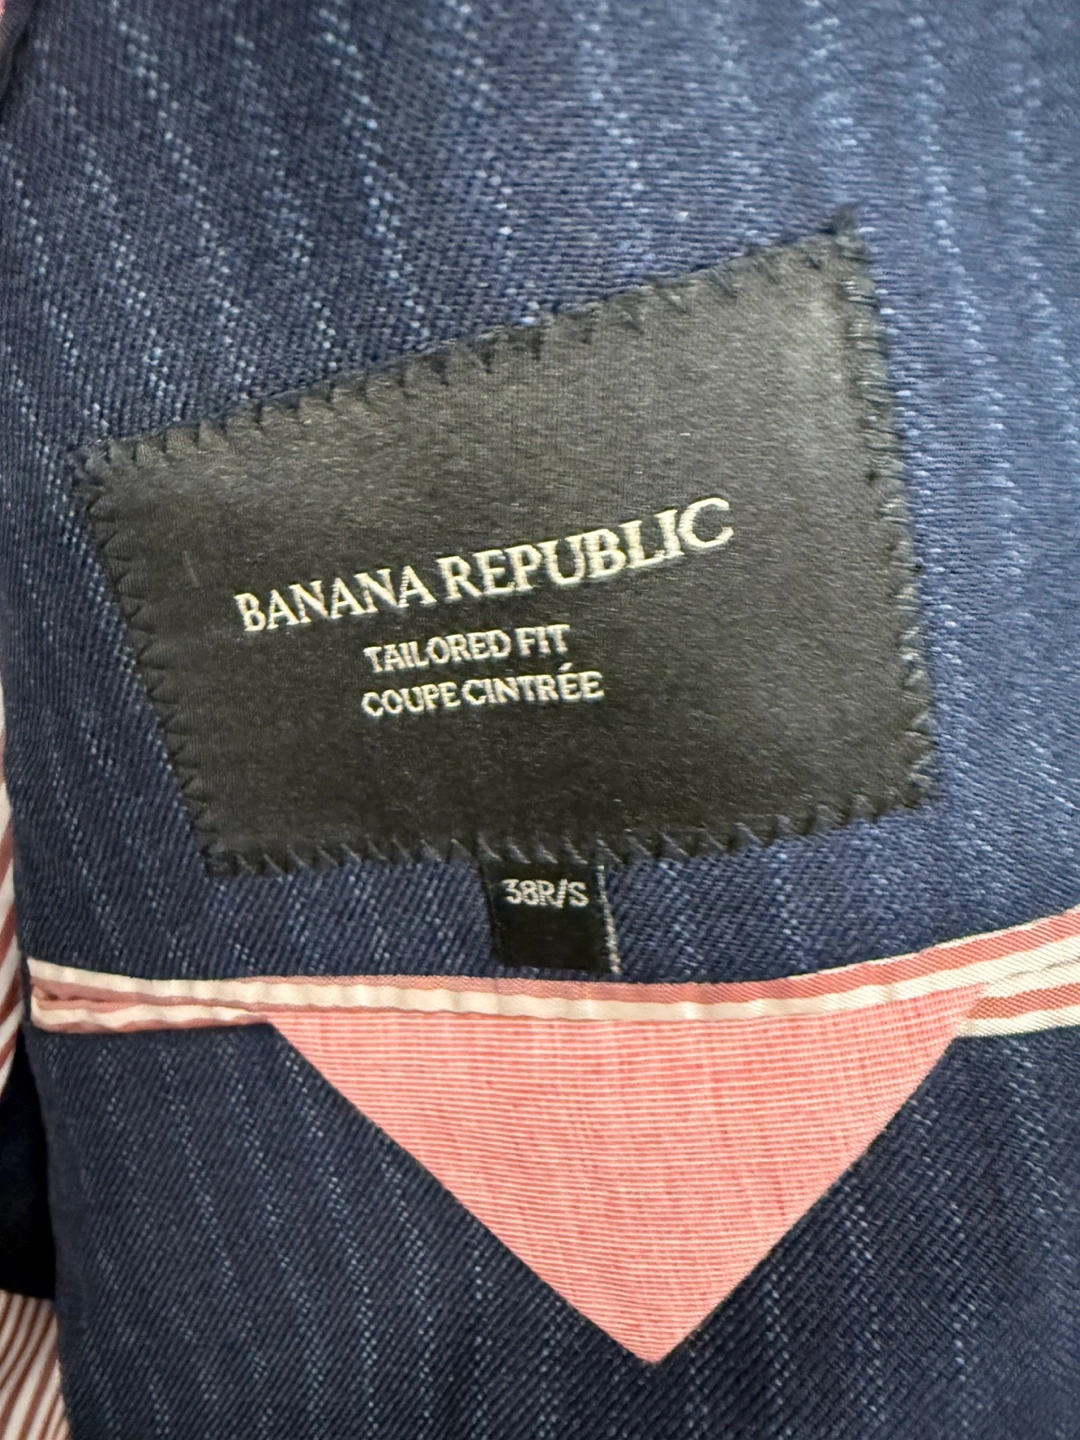 BANANA REPUBLIC
TAILORED FIT
COUPE CINTRÉE
38R/S